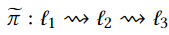 π̃ : ℓ₁ ⇝ ℓ₂ ⇝ ℓ₃